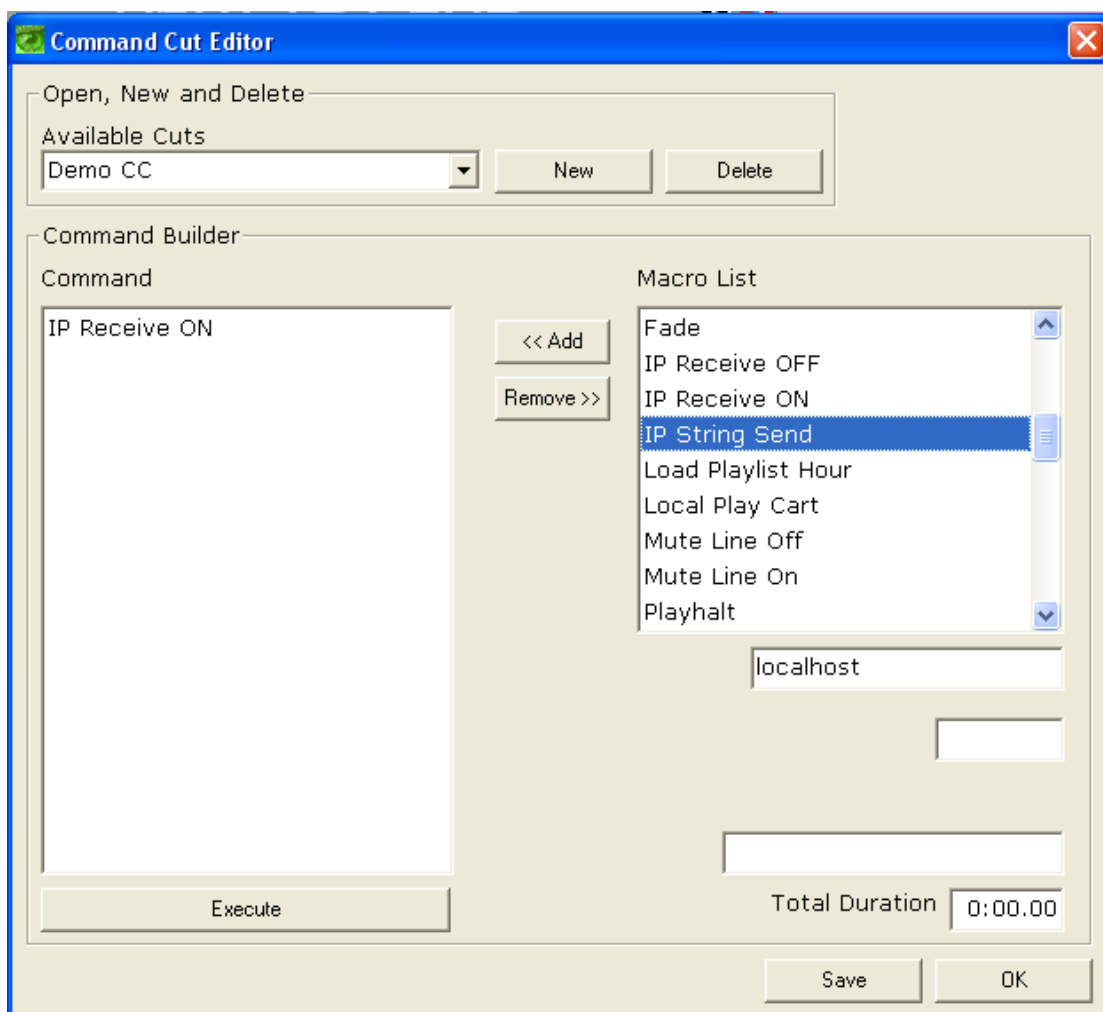 Command Cut Editor
Open, New and Delete
Available Cuts
Demo CC
New
Delete
Command Builder
Command
Macro List
IP Receive ON
<< Add
Remove >>
Fade
IP Receive OFF
IP Receive ON
IP String Send
Load Playlist Hour
Local Play Cart
Mute Line Off
Mute Line On
Playhalt
localhost
Execute
Total Duration
0:00.00
Save
OK